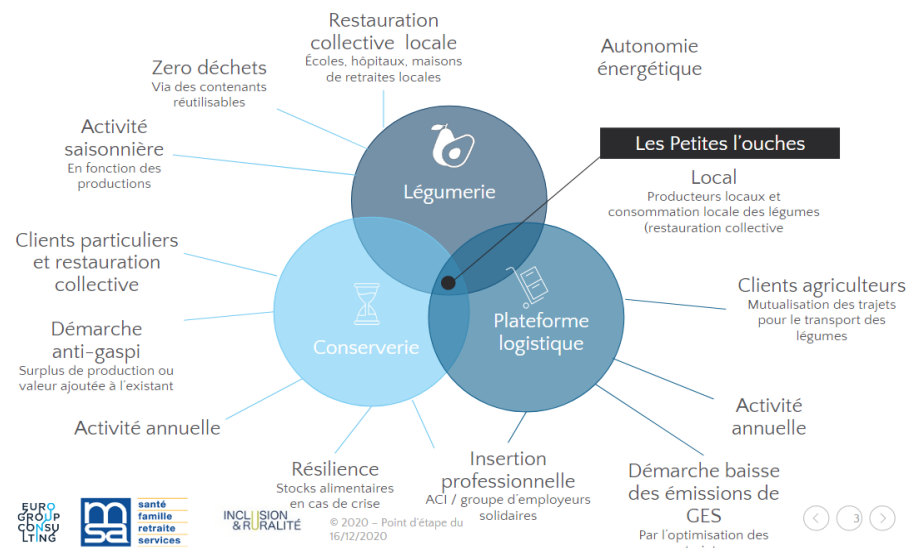 Restauration
collective locale
Écoles, hôpitaux, maisons
de retraites locales
Autonomie
énergétique
Zero déchets
Via des contenants
réutilisables
Activité
saisonnière
En fonction des
productions
Les Petites l'ouches
Légumerie
Local
Producteurs locaux et
consommation locale des légumes
(restauration collective
Clients particuliers
et restauration
collective
Clients agriculteurs
Mutualisation des trajets
pour le transport des
légumes
Démarche
anti-gaspi
Surplus de production ou
valeur ajoutée à l'existant
Conserverie
Plateforme
logistique
Activité annuelle
Activité
annuelle
Résilience
Stocks alimentaires
en cas de crise
Insertion
professionnelle
ACI / groupe d'employeurs
solidaires
Démarche baisse
des émissions de
GES
Par l'optimisation des
EURO
GROUP
CONSU
LTING
msa
santé
famille
retraite
services
INCLUSION
& RURALITÉ
© 2020 – Point d'étape du
16/12/2020
3